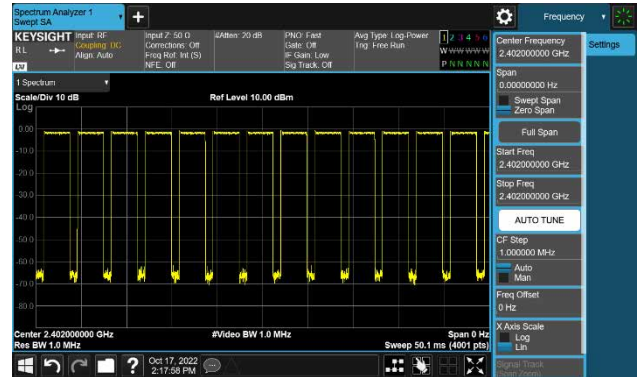 Spectrum Analyzer 1
Swept SA
Frequency
KEYSIGHT
RL
Input: RF
Coupling: DC
Align: Auto
Input Z: 50 Ω
Corrections: Off
Freq Ref: Int (S)
NFE: Off
#Atten: 20 dB
PNO: Fast
Gate: Off
IF Gain: Low
Sig Track: Off
Avg Type: Log-Power
Trig: Free Run
1 2 3 4 5 6
W W W W W W
P N N N N N
Settings
Center Frequency
2.402000000 GHz
Span
0.00000000 Hz
Swept Span
Zero Span
Full Span
Start Freq
2.402000000 GHz
Stop Freq
2.402000000 GHz
AUTO TUNE
CF Step
1.000000 MHz
Auto
Man
Freq Offset
0 Hz
X Axis Scale
Log
Lin
Signal Track
(Span Zoom)
1 Spectrum
Scale/Div 10 dB
Ref Level 10.00 dBm
Log
0.00
-10.0
-20.0
-30.0
-40.0
-50.0
-60.0
-70.0
-80.0
Center 2.402000000 GHz
#Video BW 1.0 MHz
Span 0 Hz
Res BW 1.0 MHz
Sweep 50.1 ms (4001 pts)
?
Oct 17, 2022
2:17:58 PM